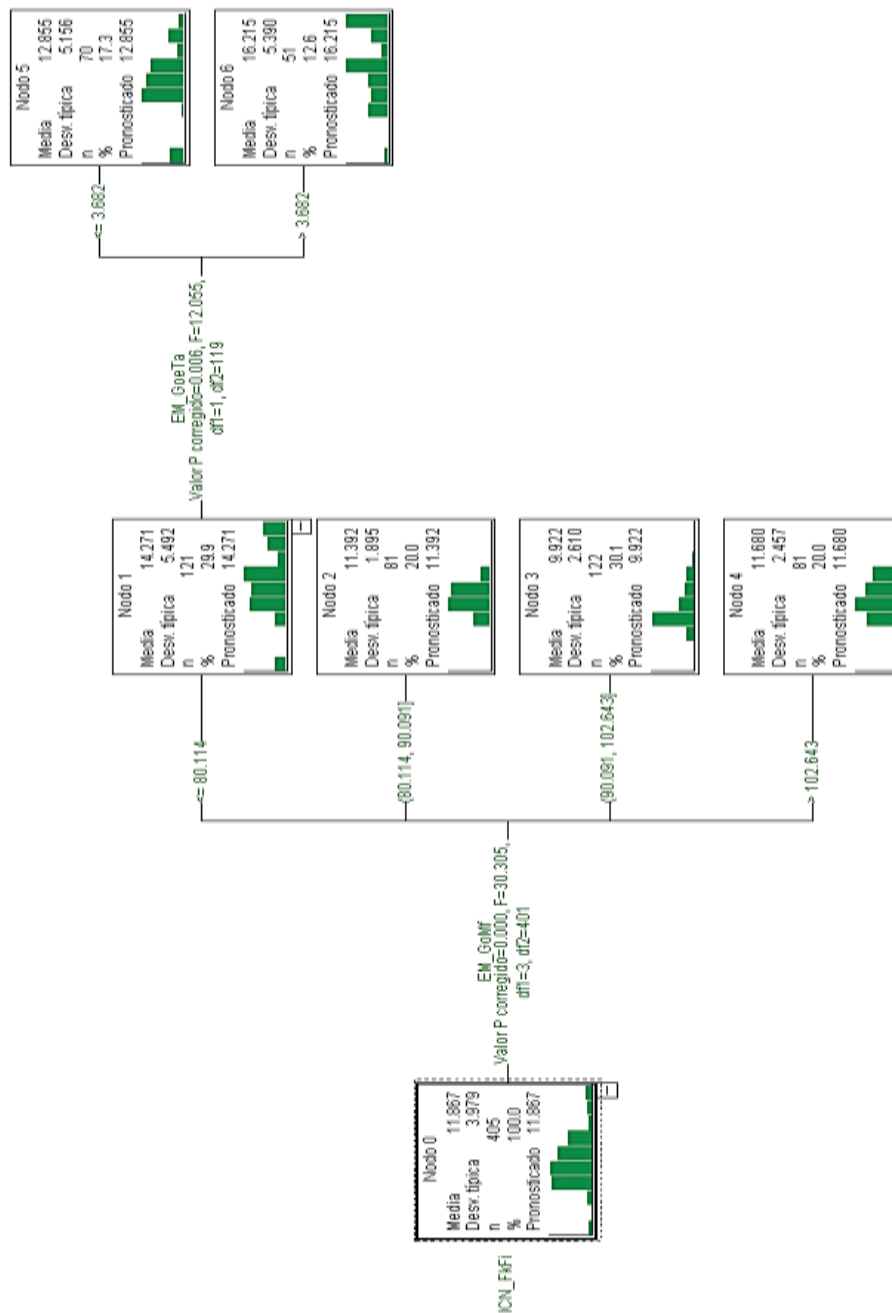 ICIN_FkFi
Nodo 0
Media 11.867
Desv. típica 3.979
n 405
% 100.0
Pronosticado 11.867
EM_GoMf
Valor P corregido=0.000, F=30.305,
df1=3, df2=401
<= 80.114
Nodo 1
Media 14.271
Desv. típica 5.492
n 121
% 29.9
Pronosticado 14.271
(80.114, 90.091]
Nodo 2
Media 11.392
Desv. típica 1.895
n 81
% 20.0
Pronosticado 11.392
(90.091, 102.643]
Nodo 3
Media 9.922
Desv. típica 2.610
n 122
% 30.1
Pronosticado 9.922
> 102.643
Nodo 4
Media 11.680
Desv. típica 2.457
n 81
% 20.0
Pronosticado 11.680
EM_GoeTa
Valor P corregido=0.006, F=12.055,
df1=1, df2=119
<= 3.682
Nodo 5
Media 12.855
Desv. típica 5.156
n 70
% 17.3
Pronosticado 12.855
> 3.682
Nodo 6
Media 16.215
Desv. típica 5.390
n 51
% 12.6
Pronosticado 16.215